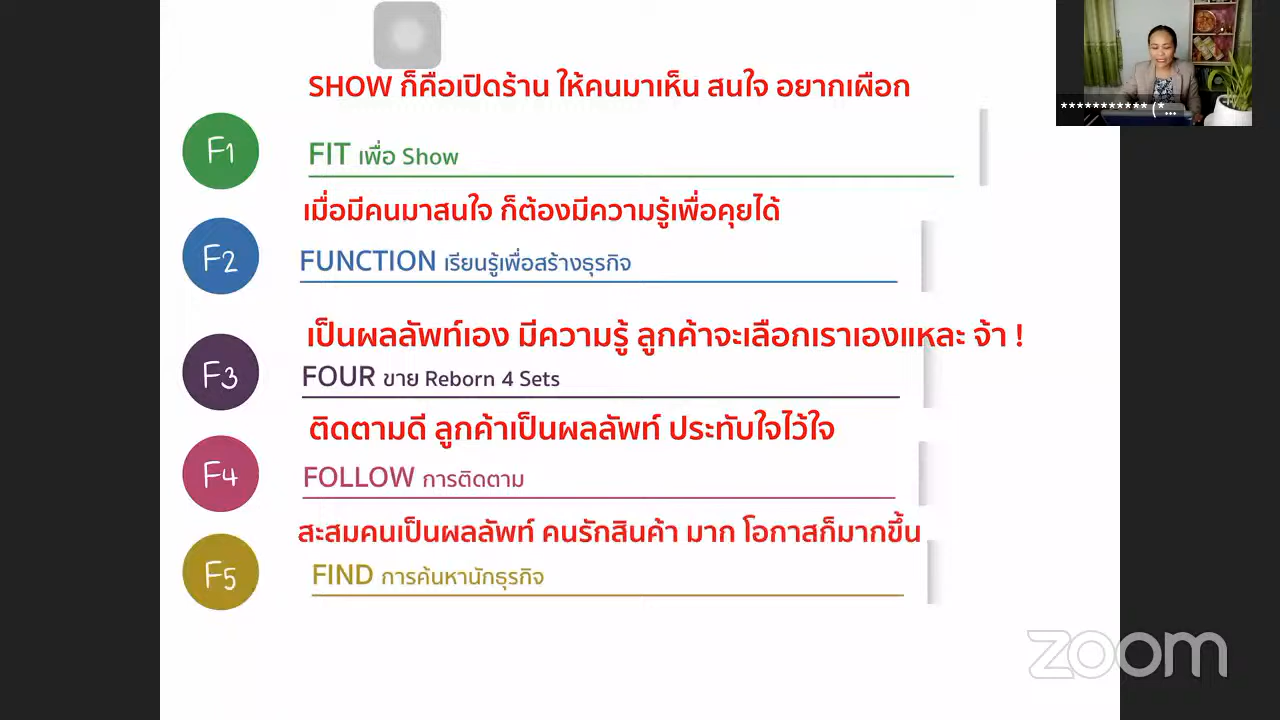 SHOW ก็คือเปิดร้าน ให้คนมาเห็น สนใจ อยากเผือก
*********** (*
...
F1
FIT เพื่อ Show
เมื่อมีคนมาสนใจ ก็ต้องมีความรู้เพื่อคุยได้
F2
FUNCTION เรียนรู้เพื่อสร้างธุรกิจ
เป็นผลลัพท์เอง มีความรู้ ลูกค้าจะเลือกเราเองแหละ จ้า !
F3
FOUR ขาย Reborn 4 Sets
ติดตามดี ลูกค้าเป็นผลลัพท์ ประทับใจไว้ใจ
F4
FOLLOW การติดตาม
สะสมคนเป็นผลลัพท์ คนรักสินค้า มาก โอกาสก็มากขึ้น
F5
FIND การค้นหานักธุรกิจ
zoom